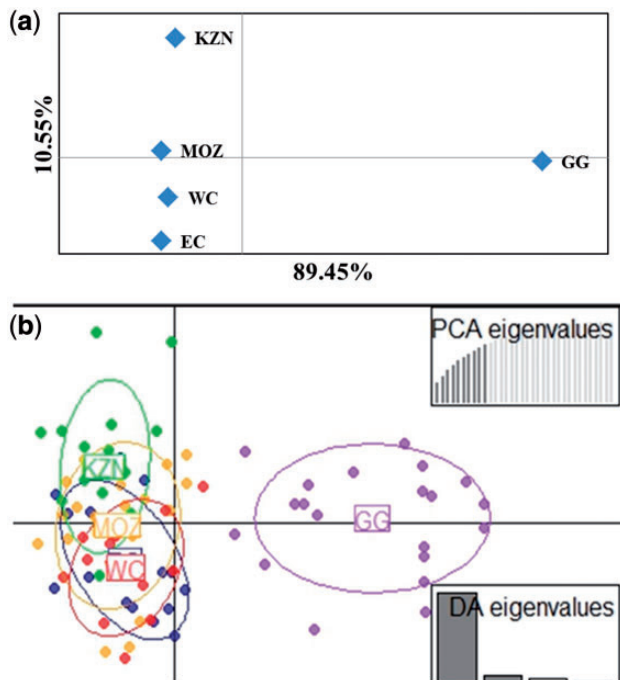 (a)
KZN
MOZ
GG
WC
EC
10.55%
89.45%
(b)
PCA eigenvalues
KZN
MOZ
GG
WC
DA eigenvalues